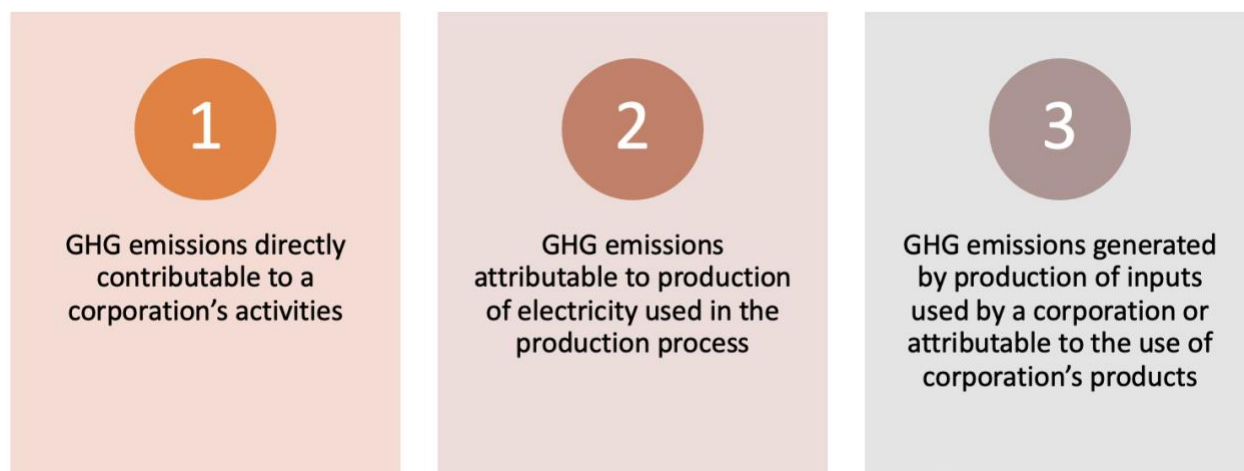 1
GHG emissions directly
contributable to a
corporation’s activities
2
GHG emissions
attributable to production
of electricity used in the
production process
3
GHG emissions generated
by production of inputs
used by a corporation or
attributable to the use of
corporation’s products